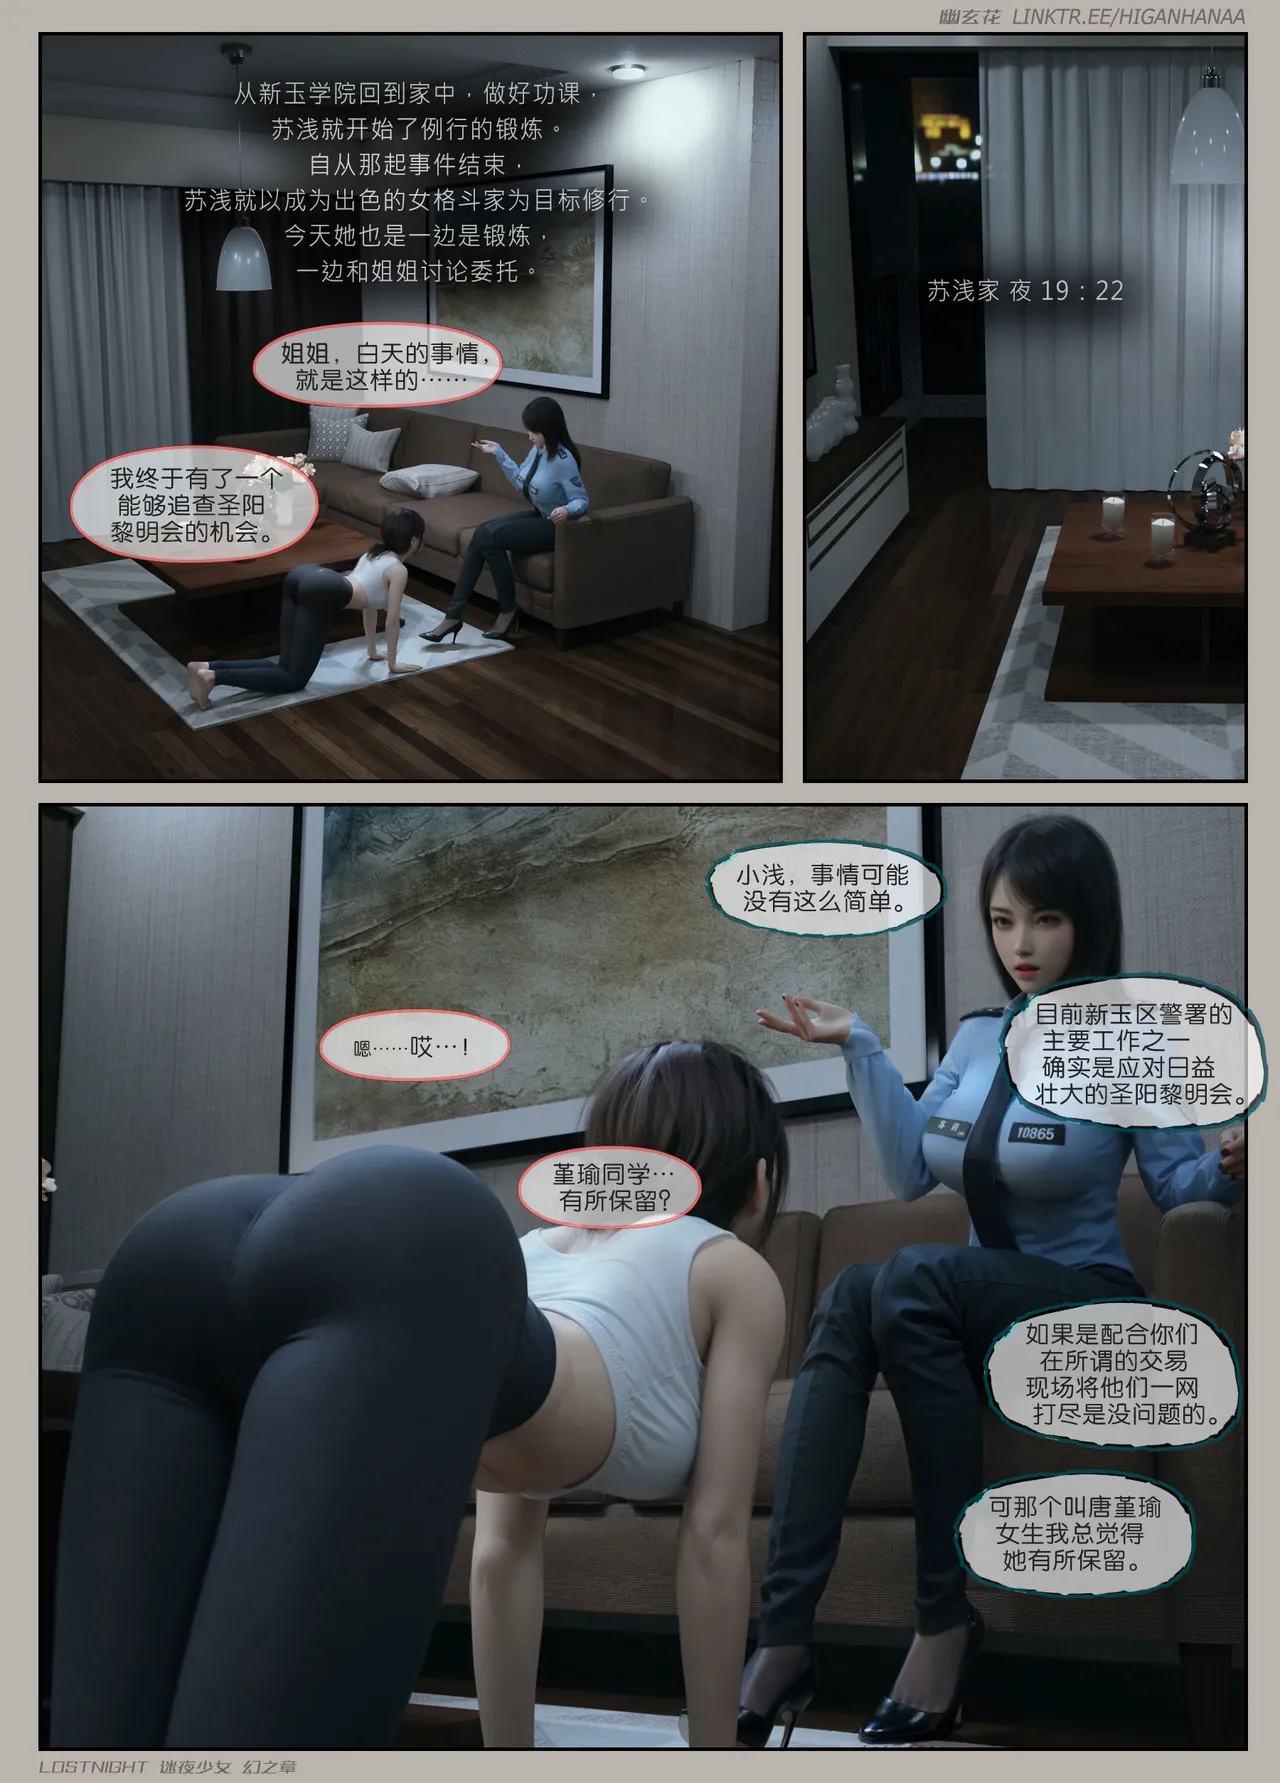 幽玄花 LINKTR.EE/HIGANHANAA
从新玉学院回到家中，做好功课，
苏浅就开始了例行的锻炼。
自从那起事件结束，
苏浅就以成为出色的女格斗家为目标修行。
今天她也是一边是锻炼，
一边和姐姐讨论委托。
姐姐，白天的事情，
就是这样的……
我终于有了一个
能够追查圣阳
黎明会的机会。
苏浅家 夜 19：22
小浅，事情可能
没有这么简单。
目前新玉区警署的
主要工作之一
确实是应对日益
壮大的圣阳黎明会。
嗯……哎…！
堇瑜同学…
有所保留？
10865
如果是配合你们
在所谓的交易
现场将他们一网
打尽是没问题的。
可那个叫唐堇瑜
女生我总觉得
她有所保留。
LOSTNIGHT 迷夜少女 幻之章